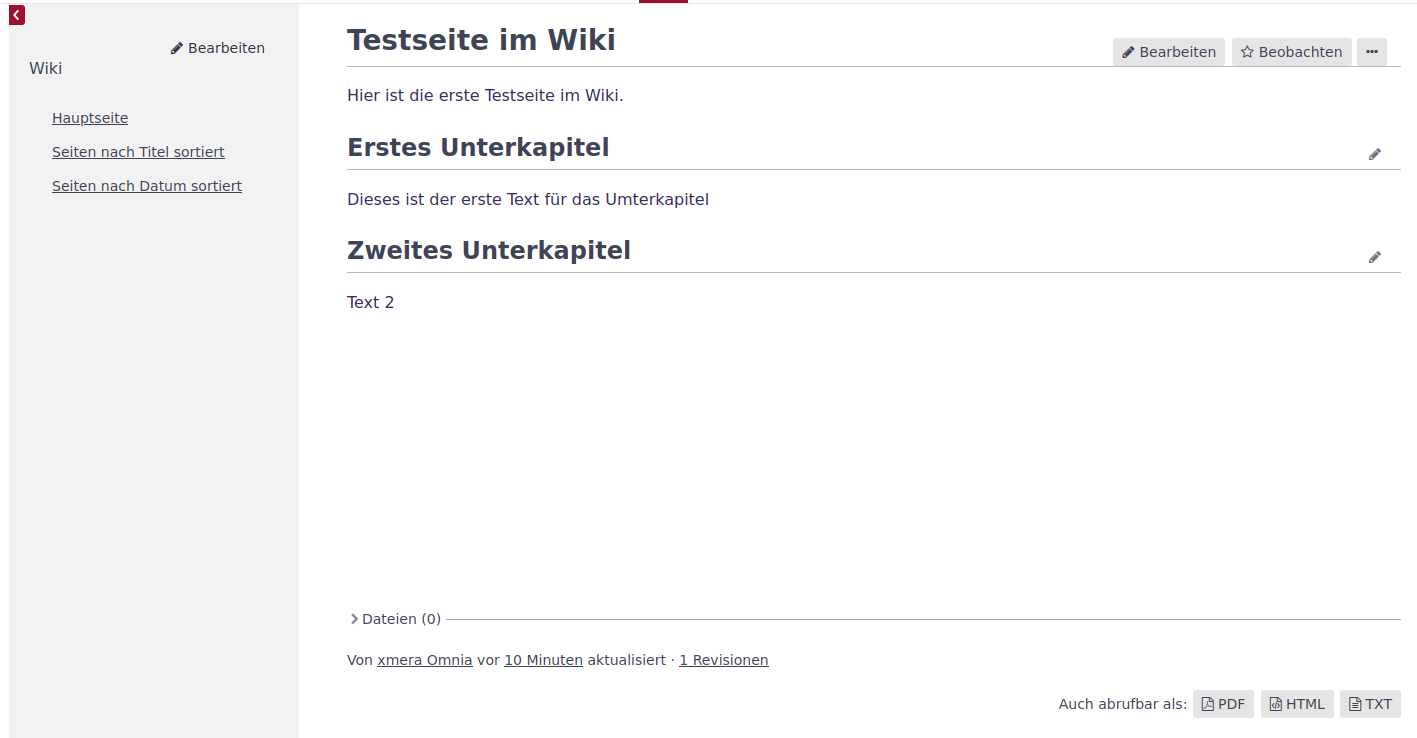 Bearbeiten
Wiki
Hauptseite
Seiten nach Titel sortiert
Seiten nach Datum sortiert
Testseite im Wiki
Bearbeiten
Beobachten
Hier ist die erste Testseite im Wiki.
Erstes Unterkapitel
Dieses ist der erste Text für das Umterkapitel
Zweites Unterkapitel
Text 2
Dateien (0)
Von xmera Omnia vor 10 Minuten aktualisiert · 1 Revisionen
Auch abrufbar als: PDF HTML TXT